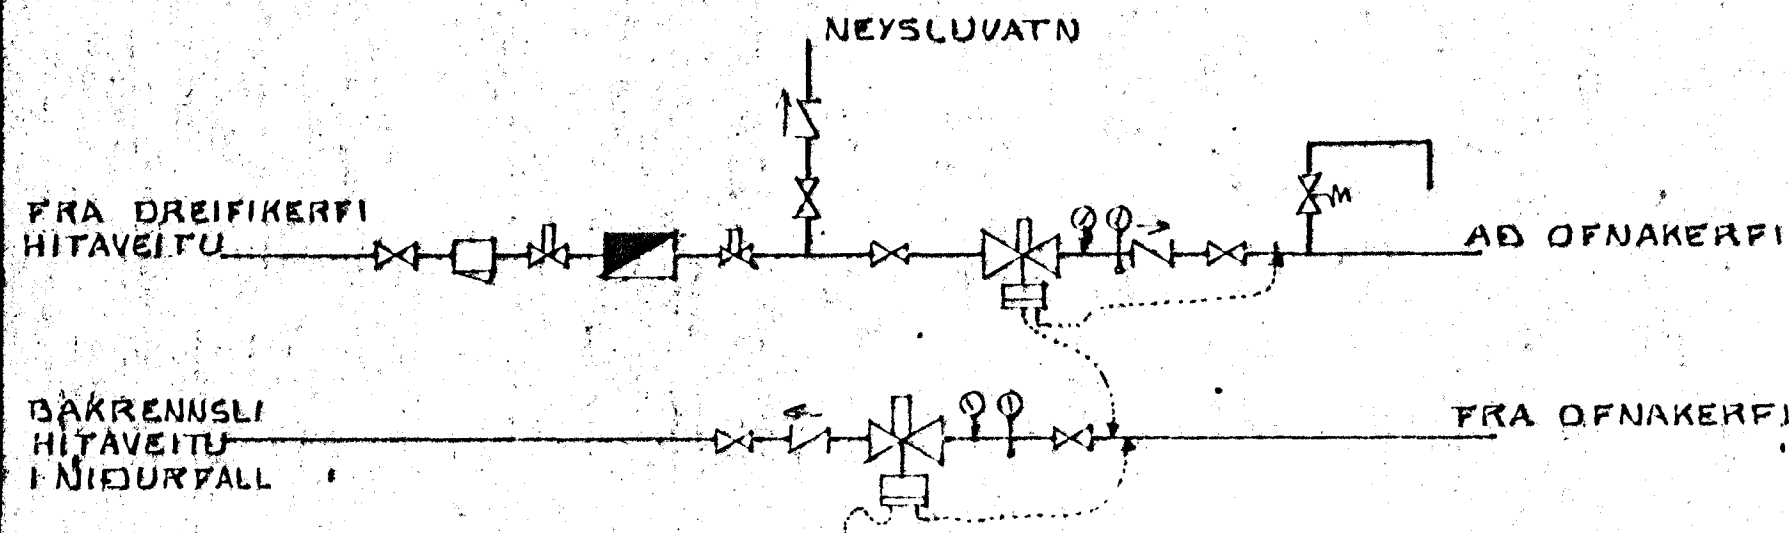 NEYSLUVATN
FRA DREIFIKERFI
HITAVEITU
AÐ OFNAKERFI
BAKRENNSLI
HITAVEITU
I NIÐURFALL
FRA OFNAKERFI